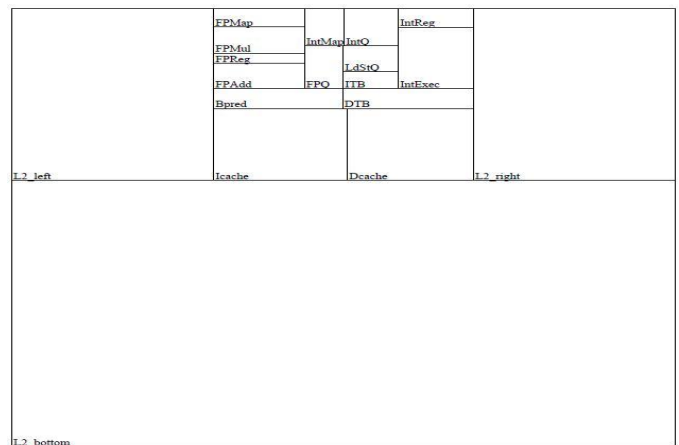 FPMap IntReg
IntMap IntQ
FPMul
FPReg
LdStQ
FPAdd FPQ ITB IntExec
Bpred DTB
L2_left Icache Dcache L2_right
L2_bottom